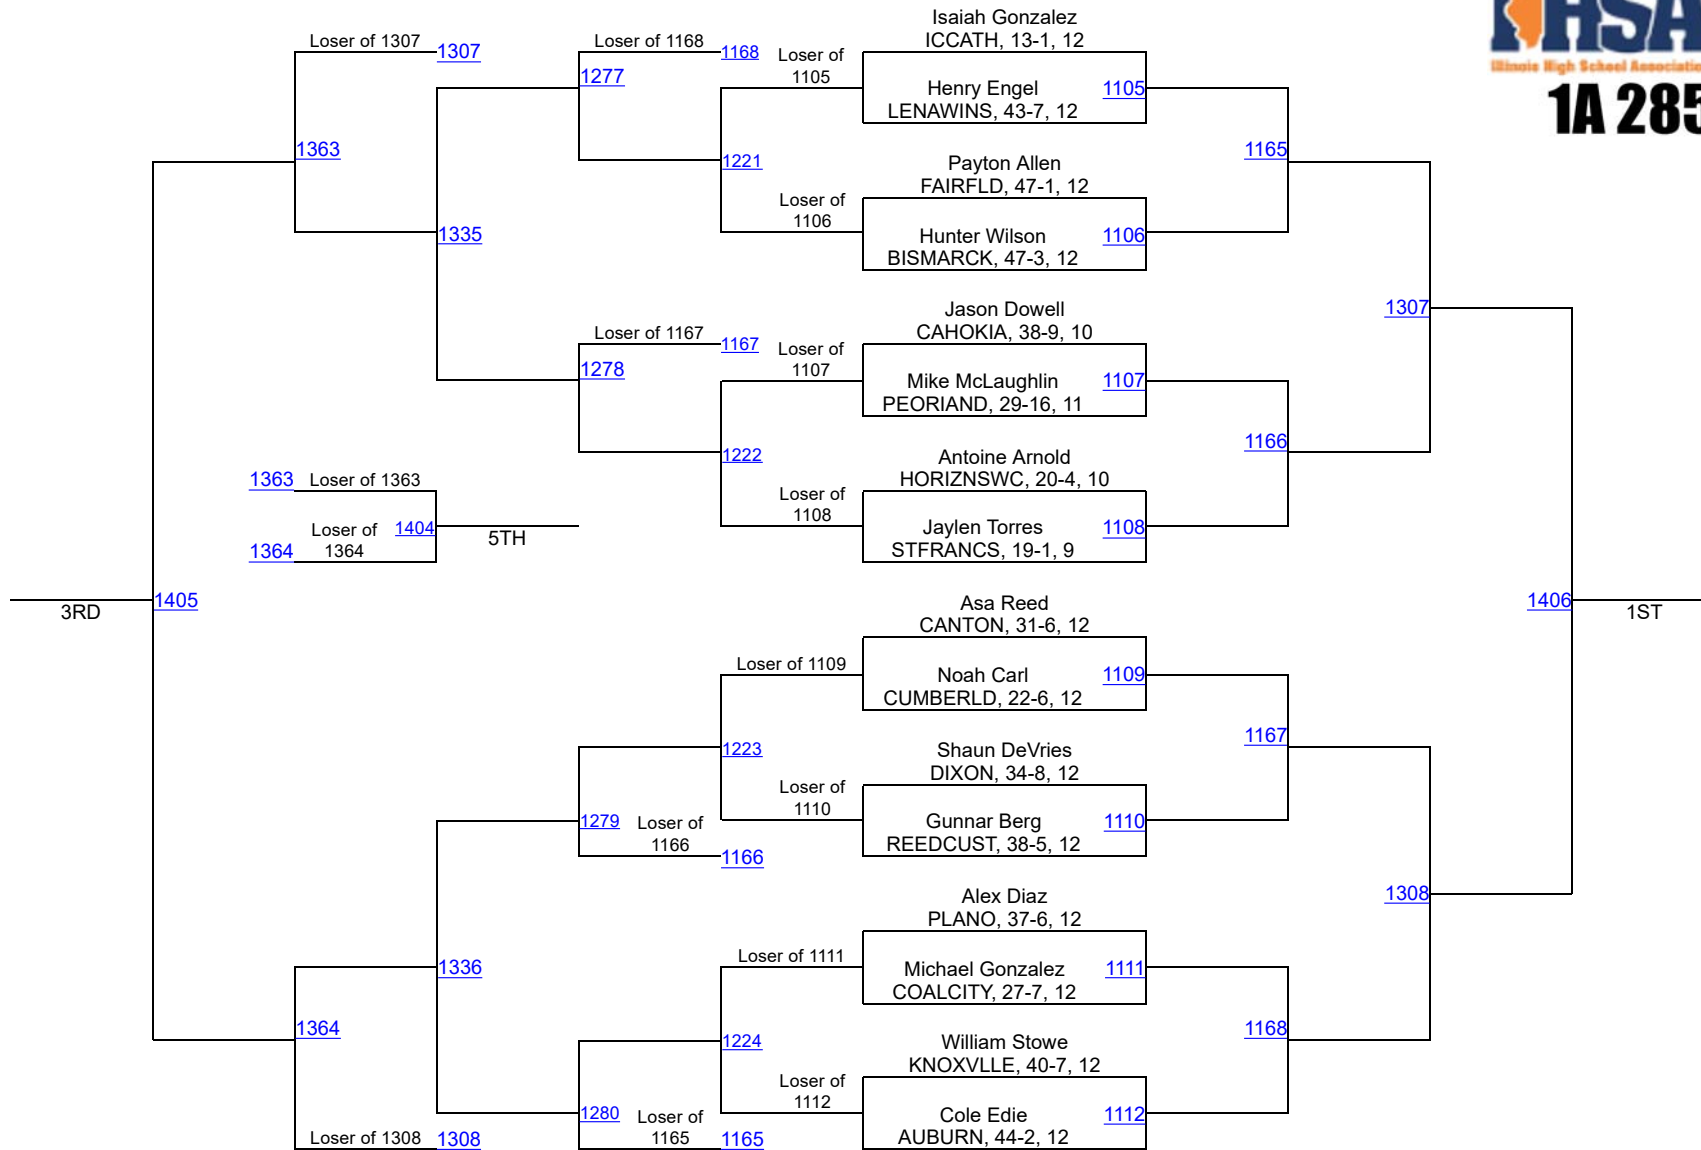 IHSA
Illinois High School Association
1A 285
Isaiah Gonzalez
ICCATH, 13-1, 12
Henry Engel
LENAWINS, 43-7, 12
1105
Payton Allen
FAIRFLD, 47-1, 12
Hunter Wilson
BISMARCK, 47-3, 12
1106
Jason Dowell
CAHOKIA, 38-9, 10
Mike McLaughlin
PEORIAND, 29-16, 11
1107
Antoine Arnold
HORIZNSWC, 20-4, 10
Jaylen Torres
STFRANCS, 19-1, 9
1108
Asa Reed
CANTON, 31-6, 12
Noah Carl
CUMBERLD, 22-6, 12
1109
Shaun DeVries
DIXON, 34-8, 12
Gunnar Berg
REEDCUST, 38-5, 12
1110
Alex Diaz
PLANO, 37-6, 12
Michael Gonzalez
COALCITY, 27-7, 12
1111
William Stowe
KNOXVLLE, 40-7, 12
Cole Edie
AUBURN, 44-2, 12
1112
1165
1166
1167
1168
1307
1308
1406
1ST
Loser of
1105
Loser of
1106
Loser of
1107
Loser of
1108
Loser of 1109
Loser of
1110
Loser of 1111
Loser of
1112
1221
1222
1223
1224
Loser of 1168
1168
1277
Loser of 1167
1167
1278
1279
Loser of
1166
1166
1280
Loser of
1165
1165
1335
1336
Loser of 1307
1307
1363
1364
Loser of 1308
1308
1363
Loser of 1363
Loser of
1364
1364
1404
5TH
1405
3RD